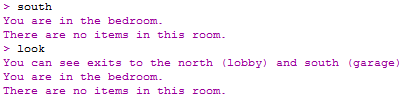 > south
You are in the bedroom.
There are no items in this room.
> look
You can see exits to the north (lobby) and south (garage)
You are in the bedroom.
There are no items in this room.